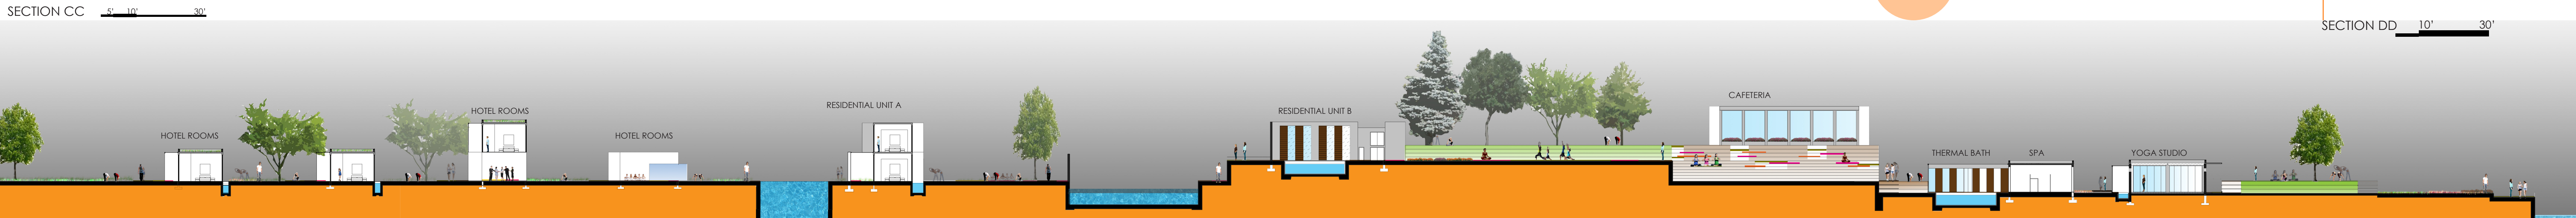 SECTION CC 5' 10' 30'
SECTION DD 10' 30'
HOTEL ROOMS
HOTEL ROOMS
HOTEL ROOMS
RESIDENTIAL UNIT A
RESIDENTIAL UNIT B
CAFETERIA
THERMAL BATH
SPA
YOGA STUDIO